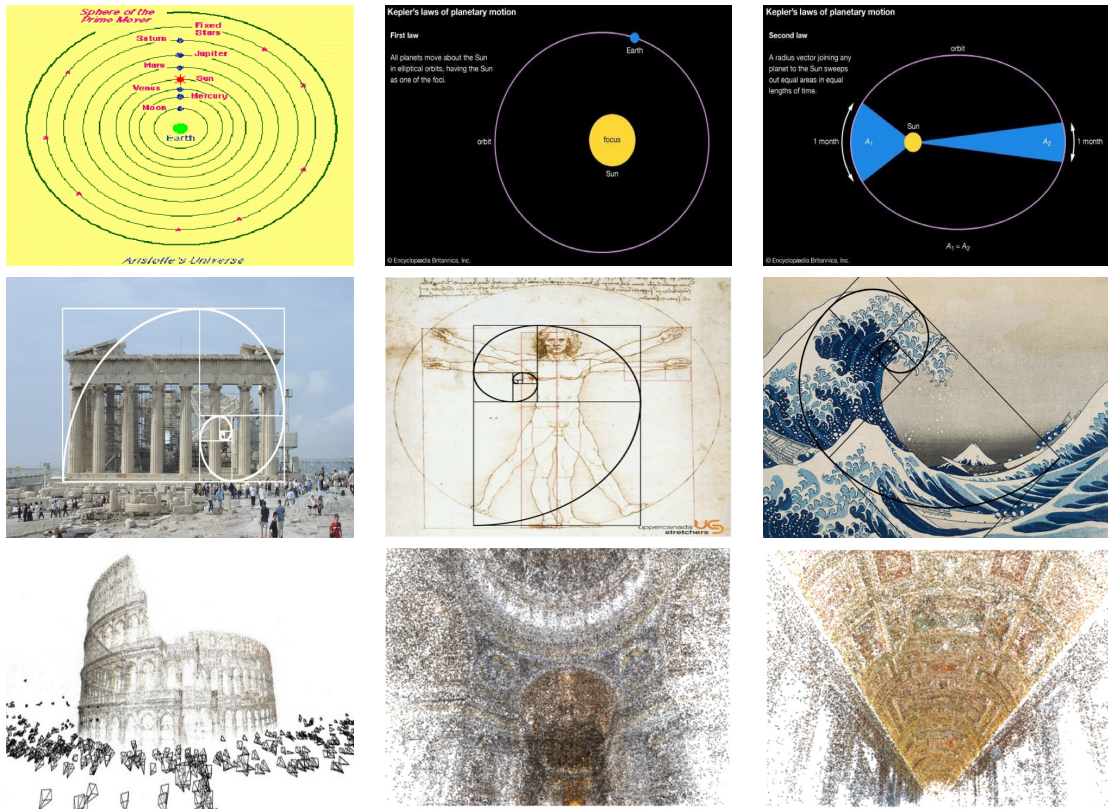 Sphere of the
Prime Mover
Fixed
Stars
Saturn
Jupiter
Mars
Sun
Venus
Mercury
Moon
Earth
Aristotle's Universe
Kepler's laws of planetary motion
First law
All planets move about the Sun
in elliptical orbits, having the Sun
as one of the foci.
Earth
orbit
focus
Sun
© Encyclopædia Britannica, Inc.
Kepler's laws of planetary motion
Second law
A radius vector joining any
planet to the Sun sweeps
out equal areas in equal
lengths of time.
orbit
Sun
1 month
A1
A2
1 month
A1 = A2
© Encyclopædia Britannica, Inc.
uppercanada
stretchers